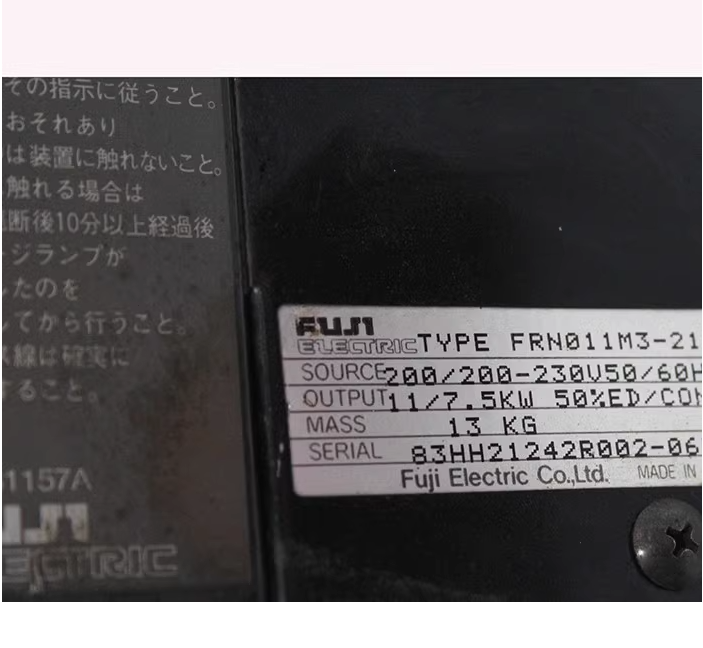 その指示に従うこと。
おそれあり
は装置に触れないこと。
触れる場合は
断後10分以上経過後
ジランプが
したのを
してから行うこと。
線は確実に
すること。
1157A
FUJI
ELECTRIC
FUJI
ELECTRIC TYPE FRN011M3-21
SOURCE 200/200-230V50/60H
OUTPUT 11/7.5KW 50%ED/CON
MASS 13 KG
SERIAL 83HH21242R002-06
Fuji Electric Co.,Ltd. MADE IN